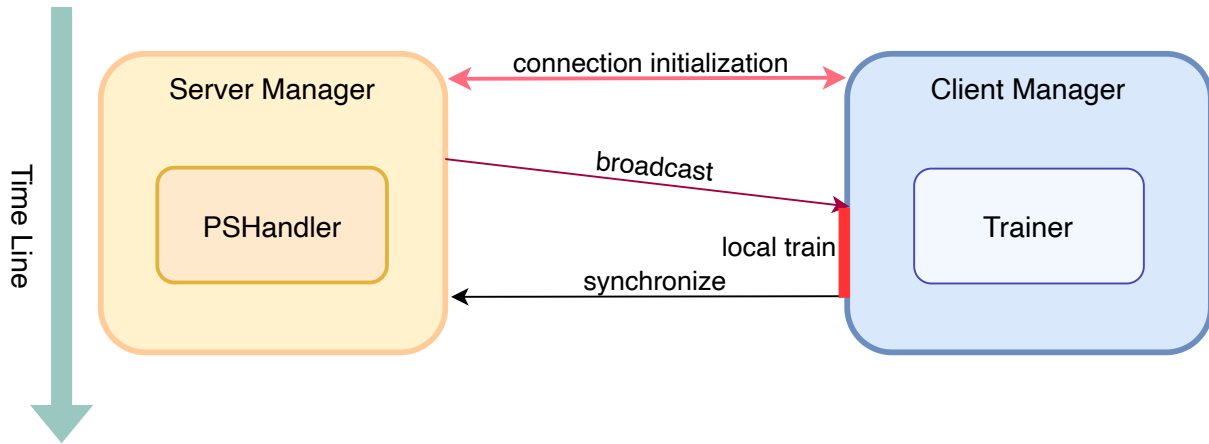 connection initialization
Server Manager
Client Manager
broadcast
Time Line
PSHandler
Trainer
local train
synchronize